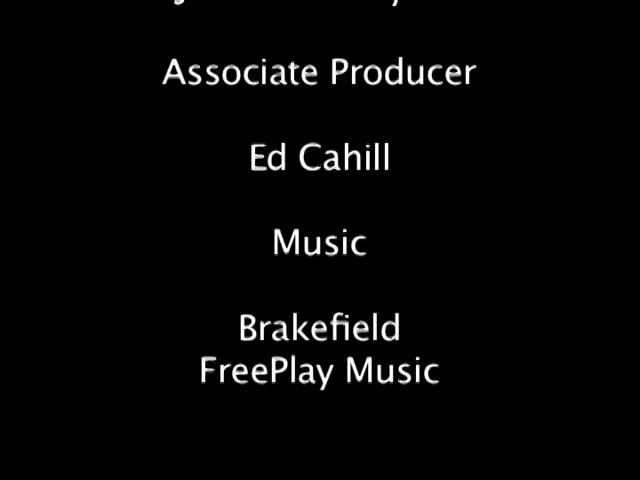 Associate Producer
Ed Cahill
Music
Brakefield
FreePlay Music